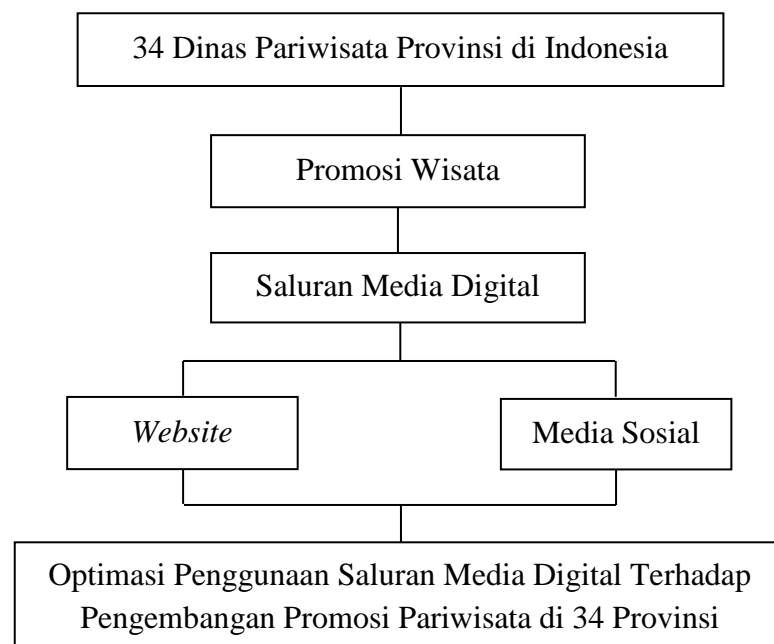 34 Dinas Pariwisata Provinsi di Indonesia
Promosi Wisata
Saluran Media Digital
Website
Media Sosial
Optimasi Penggunaan Saluran Media Digital Terhadap
Pengembangan Promosi Pariwisata di 34 Provinsi